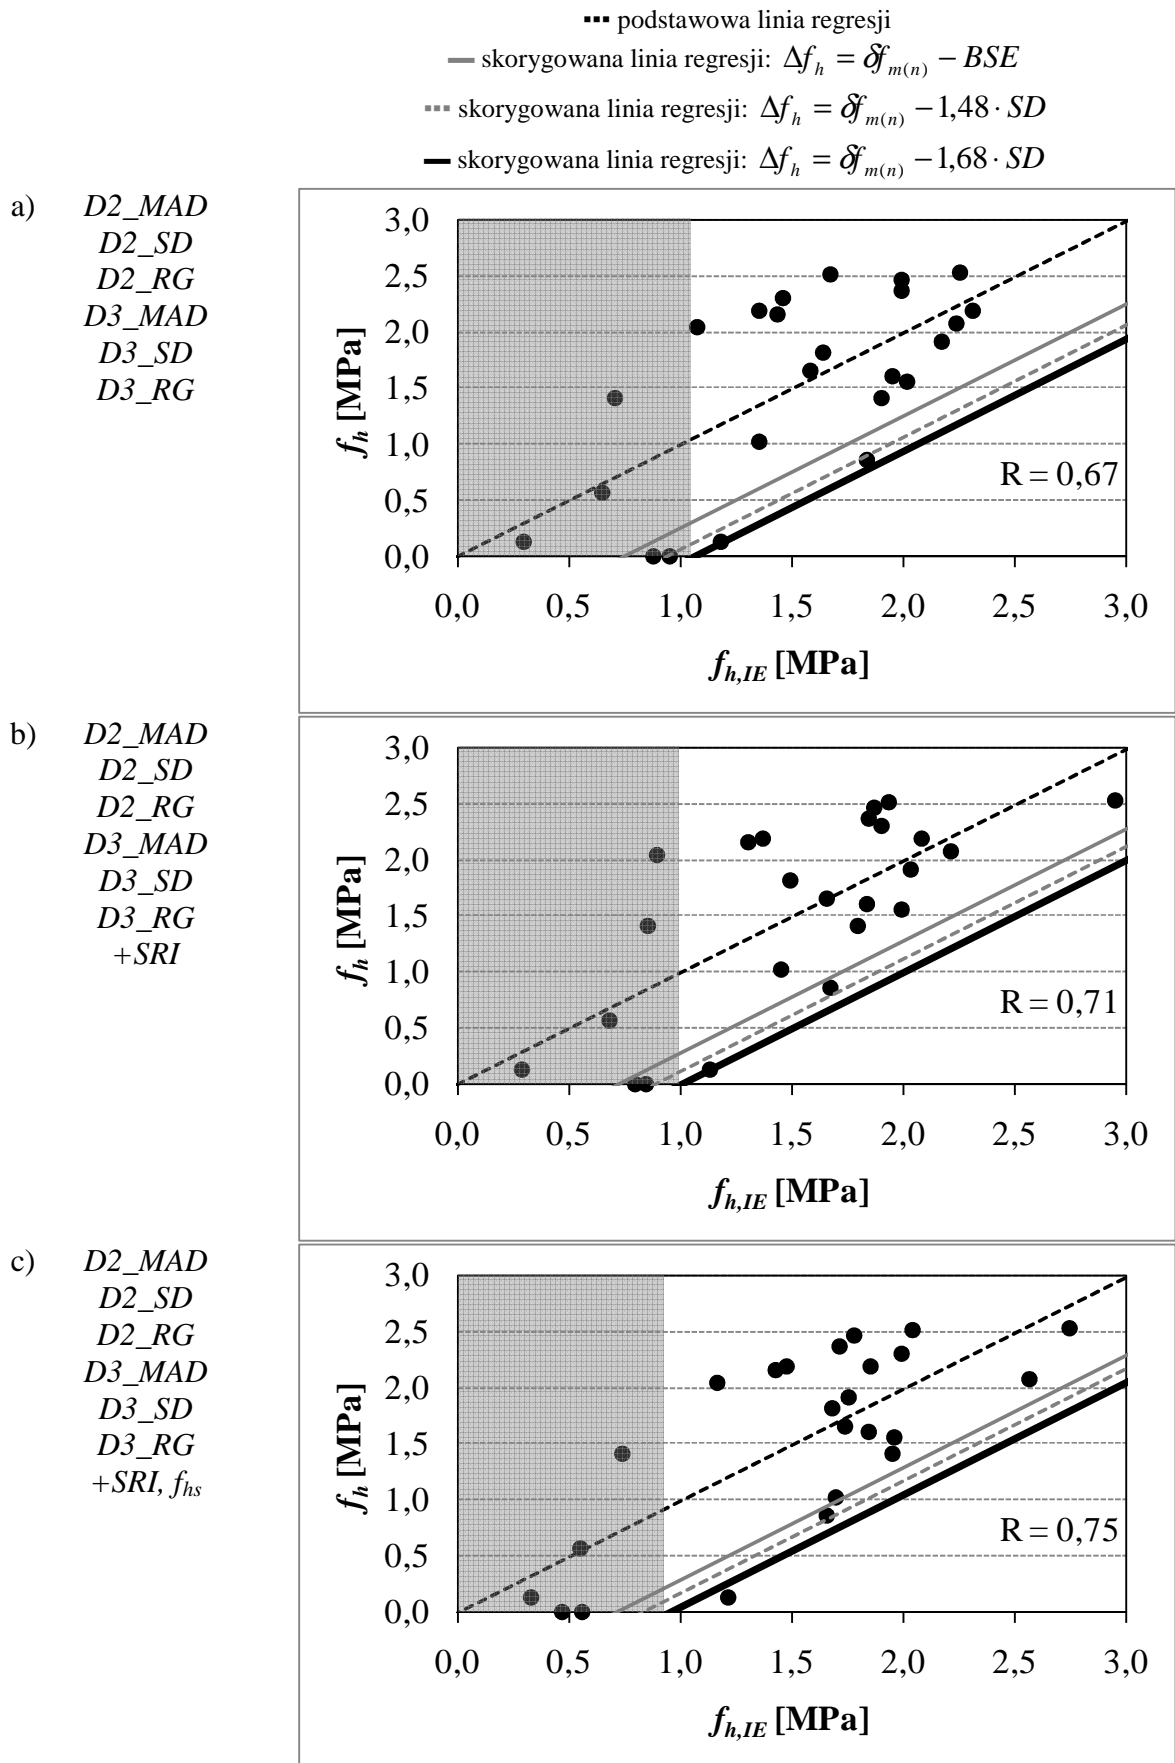 podstawowa linia regresji
skorygowana linia regresji: Δf_h = δf_m(n) − BSE
skorygowana linia regresji: Δf_h = δf_m(n) − 1,48 · SD
skorygowana linia regresji: Δf_h = δf_m(n) − 1,68 · SD
a) D2_MAD
D2_SD
D2_RG
D3_MAD
D3_SD
D3_RG
f_h [MPa]
3,0
2,5
2,0
1,5
1,0
0,5
0,0
R = 0,67
0,0 0,5 1,0 1,5 2,0 2,5 3,0
f_h,IE [MPa]
b) D2_MAD
D2_SD
D2_RG
D3_MAD
D3_SD
D3_RG
+SRI
f_h [MPa]
3,0
2,5
2,0
1,5
1,0
0,5
0,0
R = 0,71
0,0 0,5 1,0 1,5 2,0 2,5 3,0
f_h,IE [MPa]
c) D2_MAD
D2_SD
D2_RG
D3_MAD
D3_SD
D3_RG
+SRI, f_hs
f_h [MPa]
3,0
2,5
2,0
1,5
1,0
0,5
0,0
R = 0,75
0,0 0,5 1,0 1,5 2,0 2,5 3,0
f_h,IE [MPa]